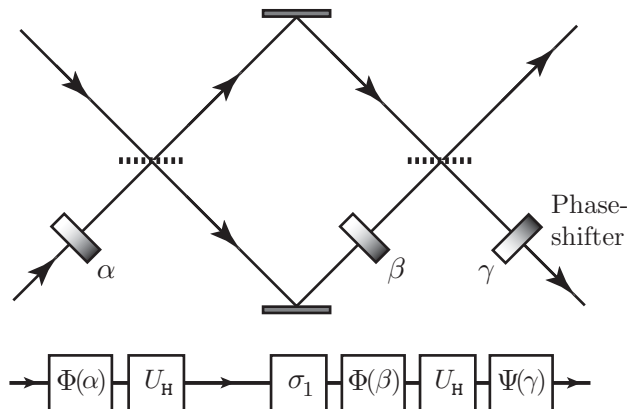 Phase-
shifter
α
β
γ
Φ(α) U_H σ_1 Φ(β) U_H Ψ(γ)